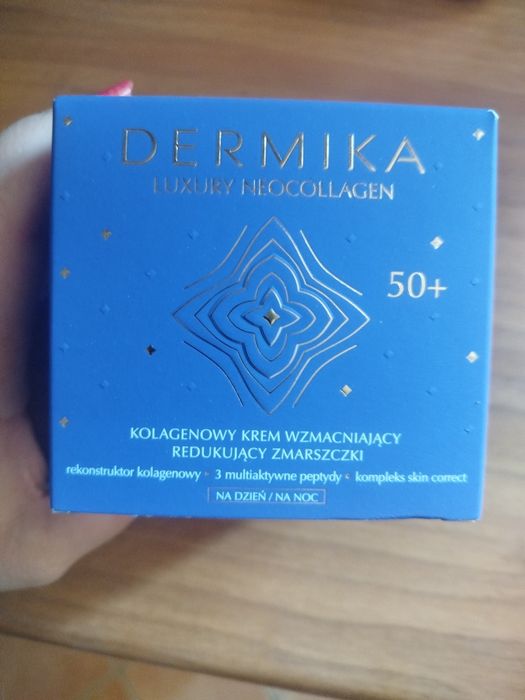 DERMIKA
LUXURY NEOCOLLAGEN
50+
KOLAGENOWY KREM WZMACNIAJĄCY
REDUKUJĄCY ZMARSZCZKI
rekonstruktor kolagenowy 3 multiaktywne peptydy kompleks skin correct
NA DZIEŃ / NA NOC